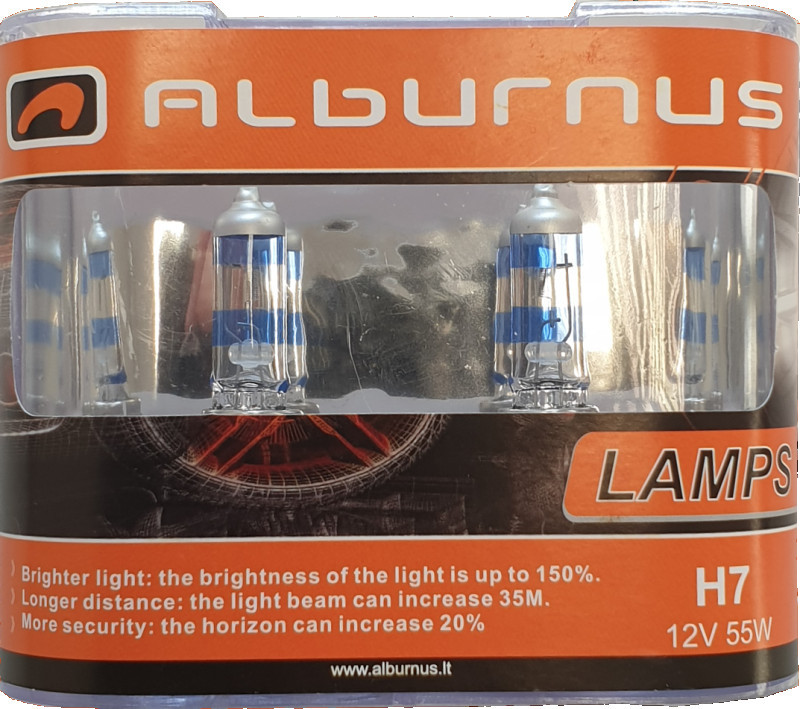 ALBURNUS
LAMPS
Brighter light: the brightness of the light is up to 150%.
Longer distance: the light beam can increase 35M.
More security: the horizon can increase 20%
H7
12V 55W
www.alburnus.lt